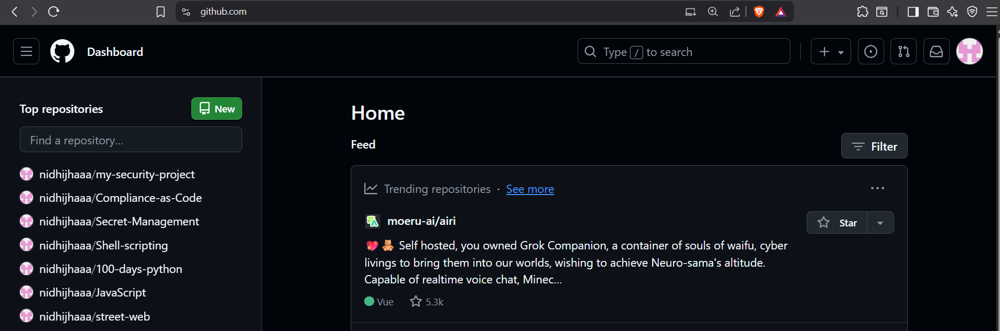 github.com
Dashboard
Type / to search
Top repositories
New
Find a repository...
nidhijhaaa/my-security-project
nidhijhaaa/Compliance-as-Code
nidhijhaaa/Secret-Management
nidhijhaaa/Shell-scripting
nidhijhaaa/100-days-python
nidhijhaaa/JavaScript
nidhijhaaa/street-web
Home
Feed
Filter
Trending repositories · See more
moeru-ai/airi
Star
💖 🧸 Self hosted, you owned Grok Companion, a container of souls of waifu, cyber
livings to bring them into our worlds, wishing to achieve Neuro-sama's altitude.
Capable of realtime voice chat, Minec...
Vue
5.3k